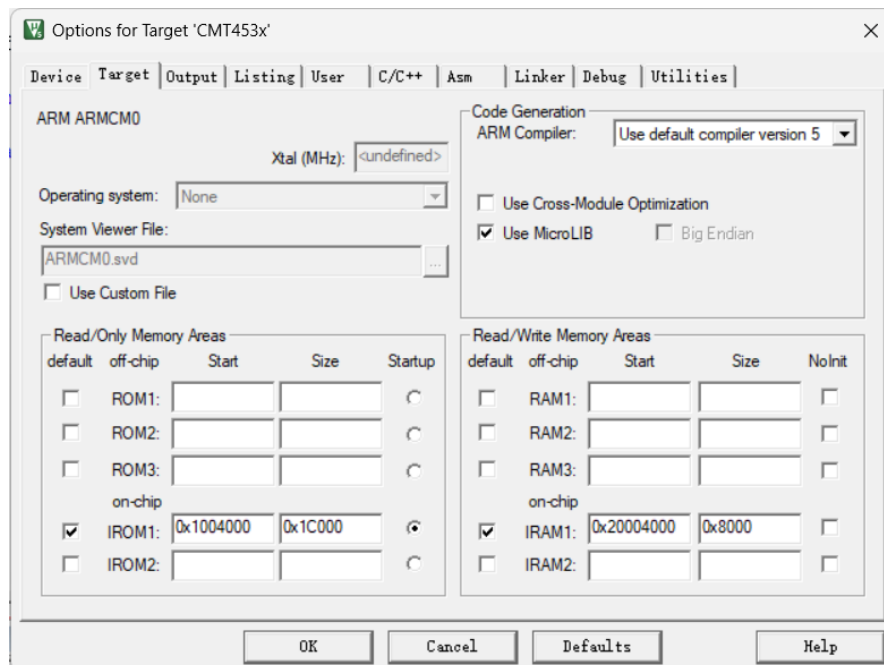 Options for Target 'CMT453x'
Device Target Output Listing User C/C++ Asm Linker Debug Utilities
ARM ARMCM0
Xtal (MHz): <undefined>
Operating system: None
System Viewer File:
ARMCM0.svd ...
Use Custom File
Code Generation
ARM Compiler: Use default compiler version 5
Use Cross-Module Optimization
Use MicroLIB Big Endian
Read/Only Memory Areas
default off-chip Start Size Startup
ROM1:
ROM2:
ROM3:
on-chip
IROM1: 0x1004000 0x1C000
IROM2:
Read/Write Memory Areas
default off-chip Start Size NoInit
RAM1:
RAM2:
RAM3:
on-chip
IRAM1: 0x20004000 0x8000
IRAM2:
OK Cancel Defaults Help